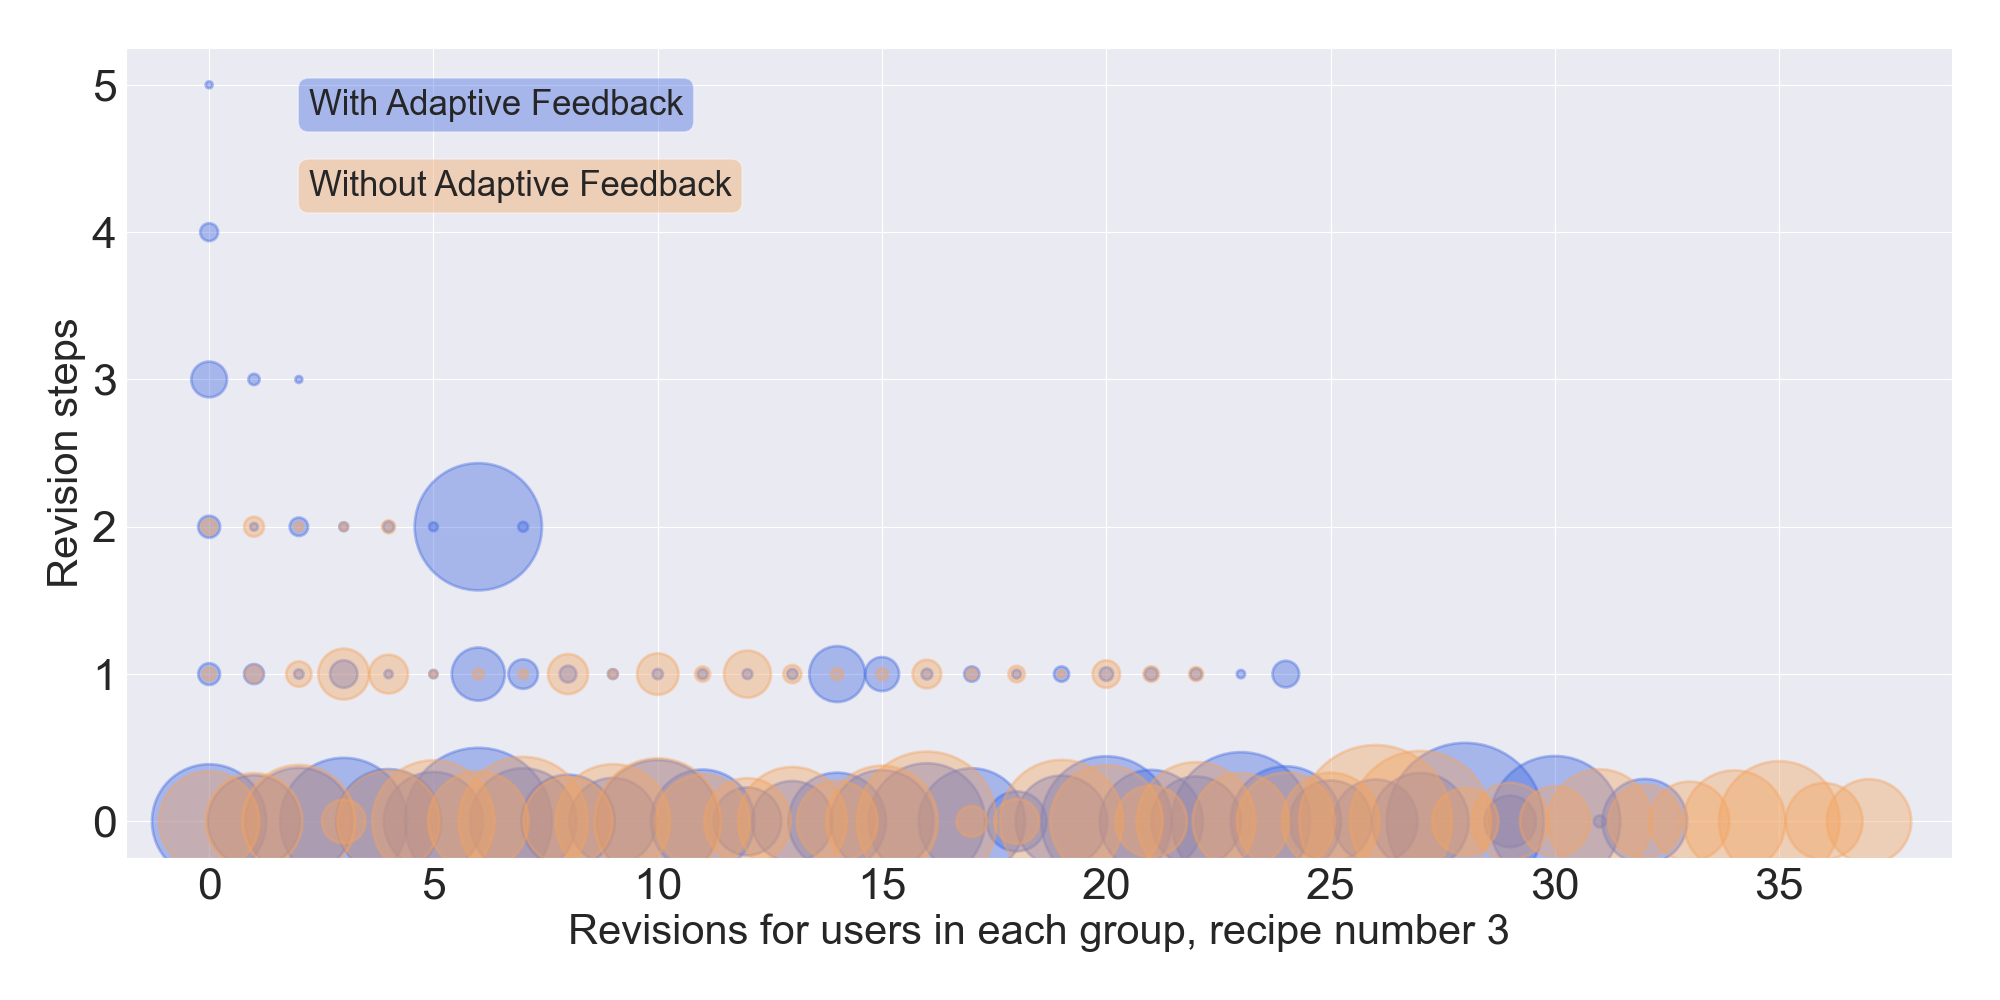 With Adaptive Feedback
Without Adaptive Feedback
Revision steps
5
4
3
2
1
0
0 5 10 15 20 25 30 35
Revisions for users in each group, recipe number 3